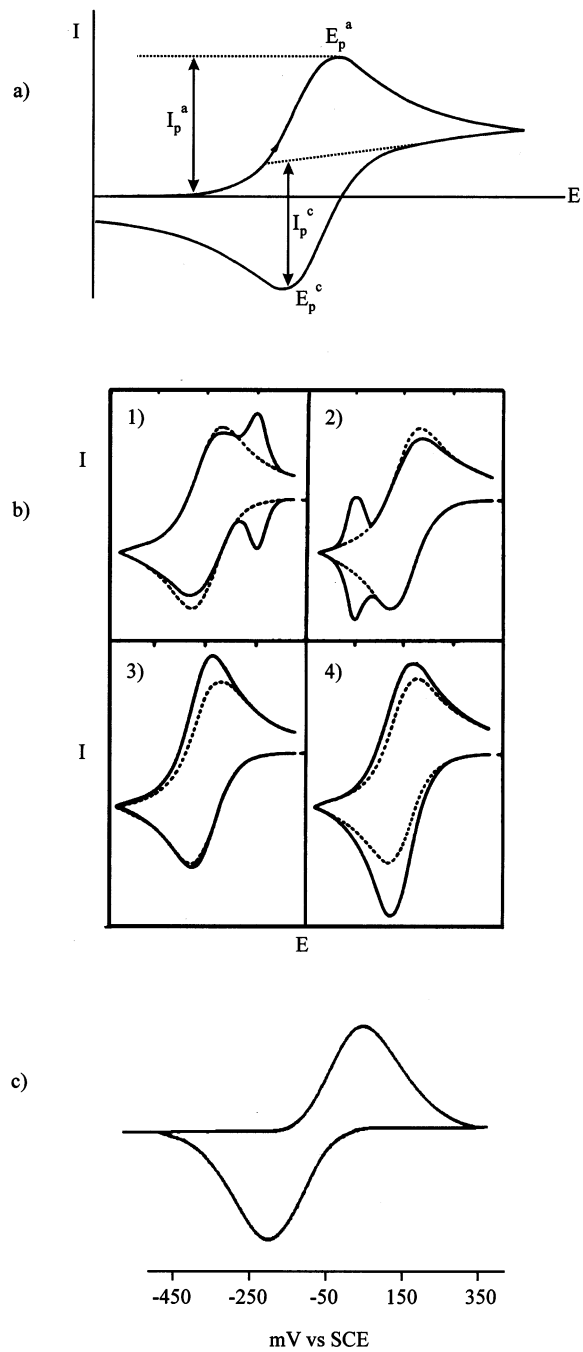 I
E_p^a
a)
I_p^a
E
I_p^c
E_p^c
1) 2)
I
b)
3) 4)
I
E
c)
-450 -250 -50 150 350
mV vs SCE